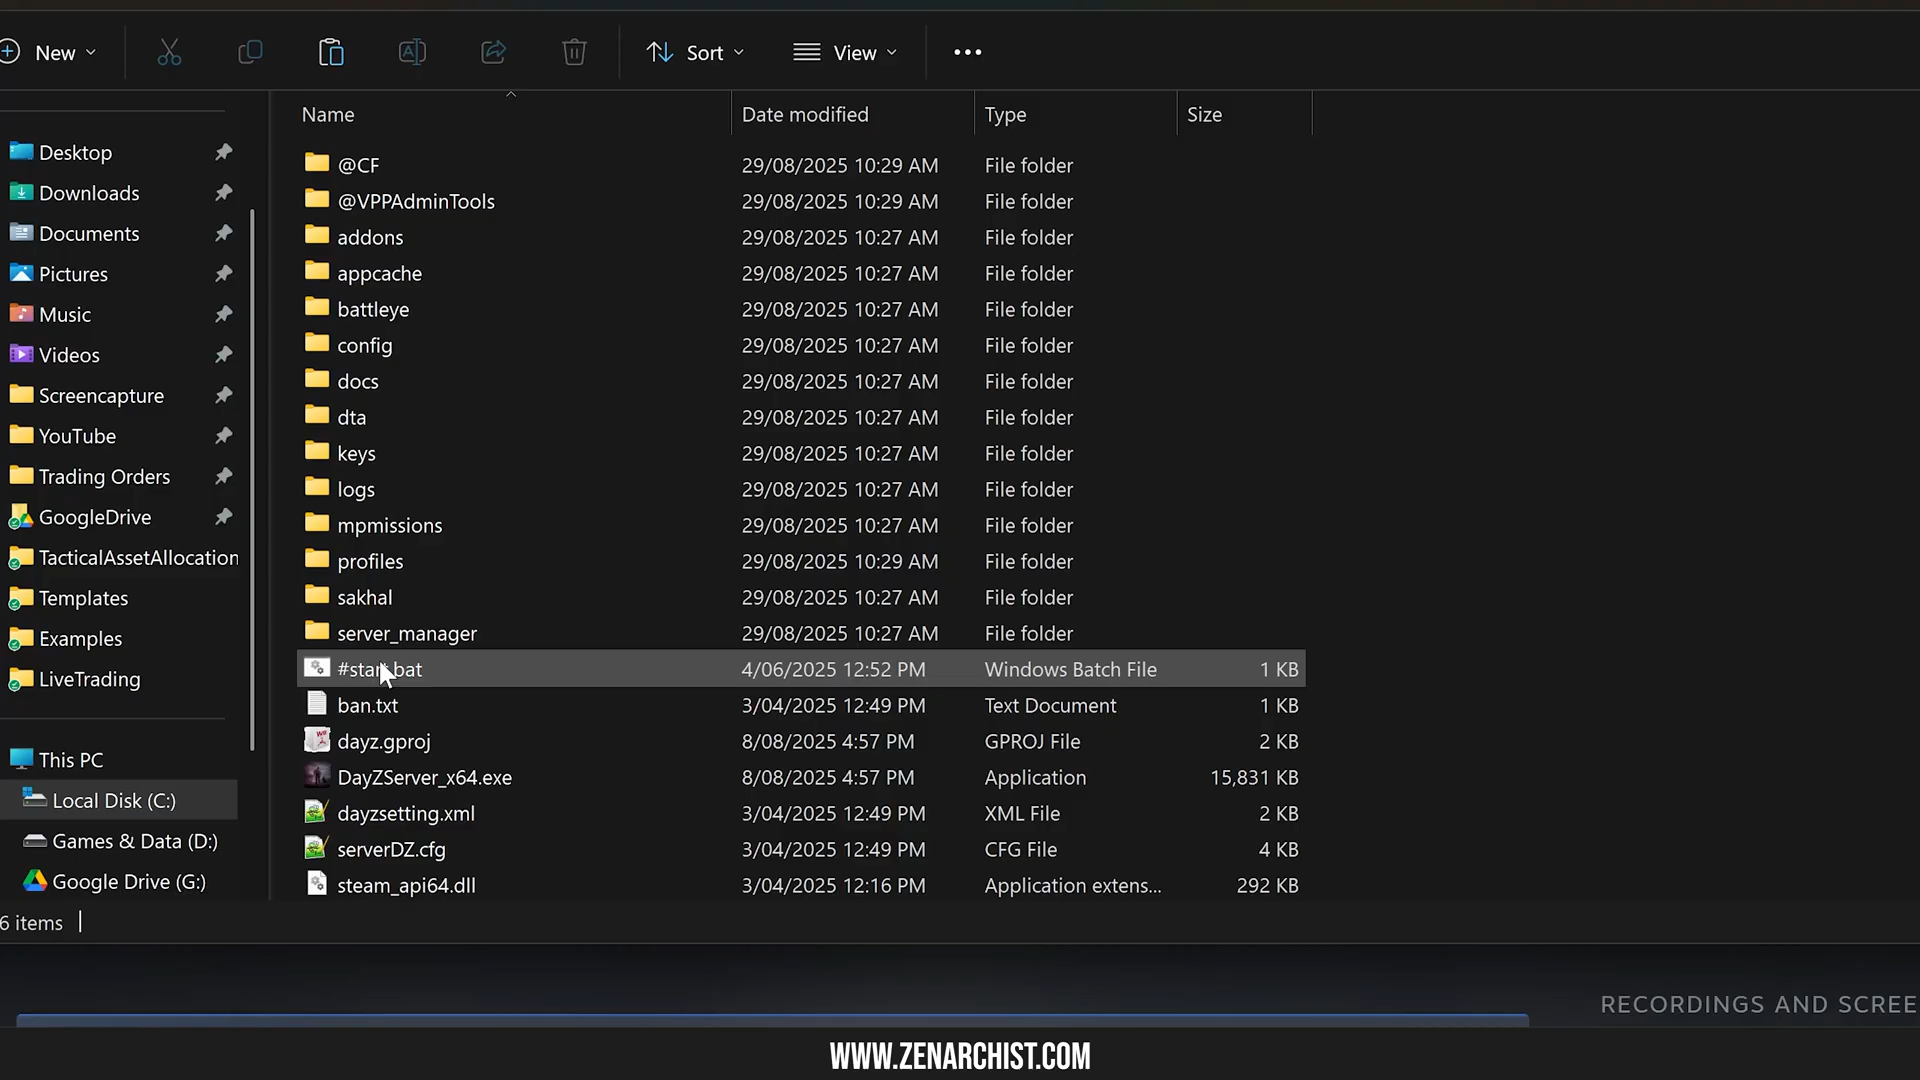 New
Sort
View
Name Date modified Type Size
Desktop
Downloads
Documents
Pictures
Music
Videos
Screencapture
YouTube
Trading Orders
GoogleDrive
TacticalAssetAllocation
Templates
Examples
LiveTrading
This PC
Local Disk (C:)
Games & Data (D:)
Google Drive (G:)
@CF 29/08/2025 10:29 AM File folder
@VPPAdminTools 29/08/2025 10:29 AM File folder
addons 29/08/2025 10:27 AM File folder
appcache 29/08/2025 10:27 AM File folder
battleye 29/08/2025 10:27 AM File folder
config 29/08/2025 10:27 AM File folder
docs 29/08/2025 10:27 AM File folder
dta 29/08/2025 10:27 AM File folder
keys 29/08/2025 10:27 AM File folder
logs 29/08/2025 10:27 AM File folder
mpmissions 29/08/2025 10:27 AM File folder
profiles 29/08/2025 10:29 AM File folder
sakhal 29/08/2025 10:27 AM File folder
server_manager 29/08/2025 10:27 AM File folder
#start.bat 4/06/2025 12:52 PM Windows Batch File 1 KB
ban.txt 3/04/2025 12:49 PM Text Document 1 KB
dayz.gproj 8/08/2025 4:57 PM GPROJ File 2 KB
DayZServer_x64.exe 8/08/2025 4:57 PM Application 15,831 KB
dayzsetting.xml 3/04/2025 12:49 PM XML File 2 KB
serverDZ.cfg 3/04/2025 12:49 PM CFG File 4 KB
steam_api64.dll 3/04/2025 12:16 PM Application extens... 292 KB
6 items
RECORDINGS AND SCREE
WWW.ZENARCHIST.COM